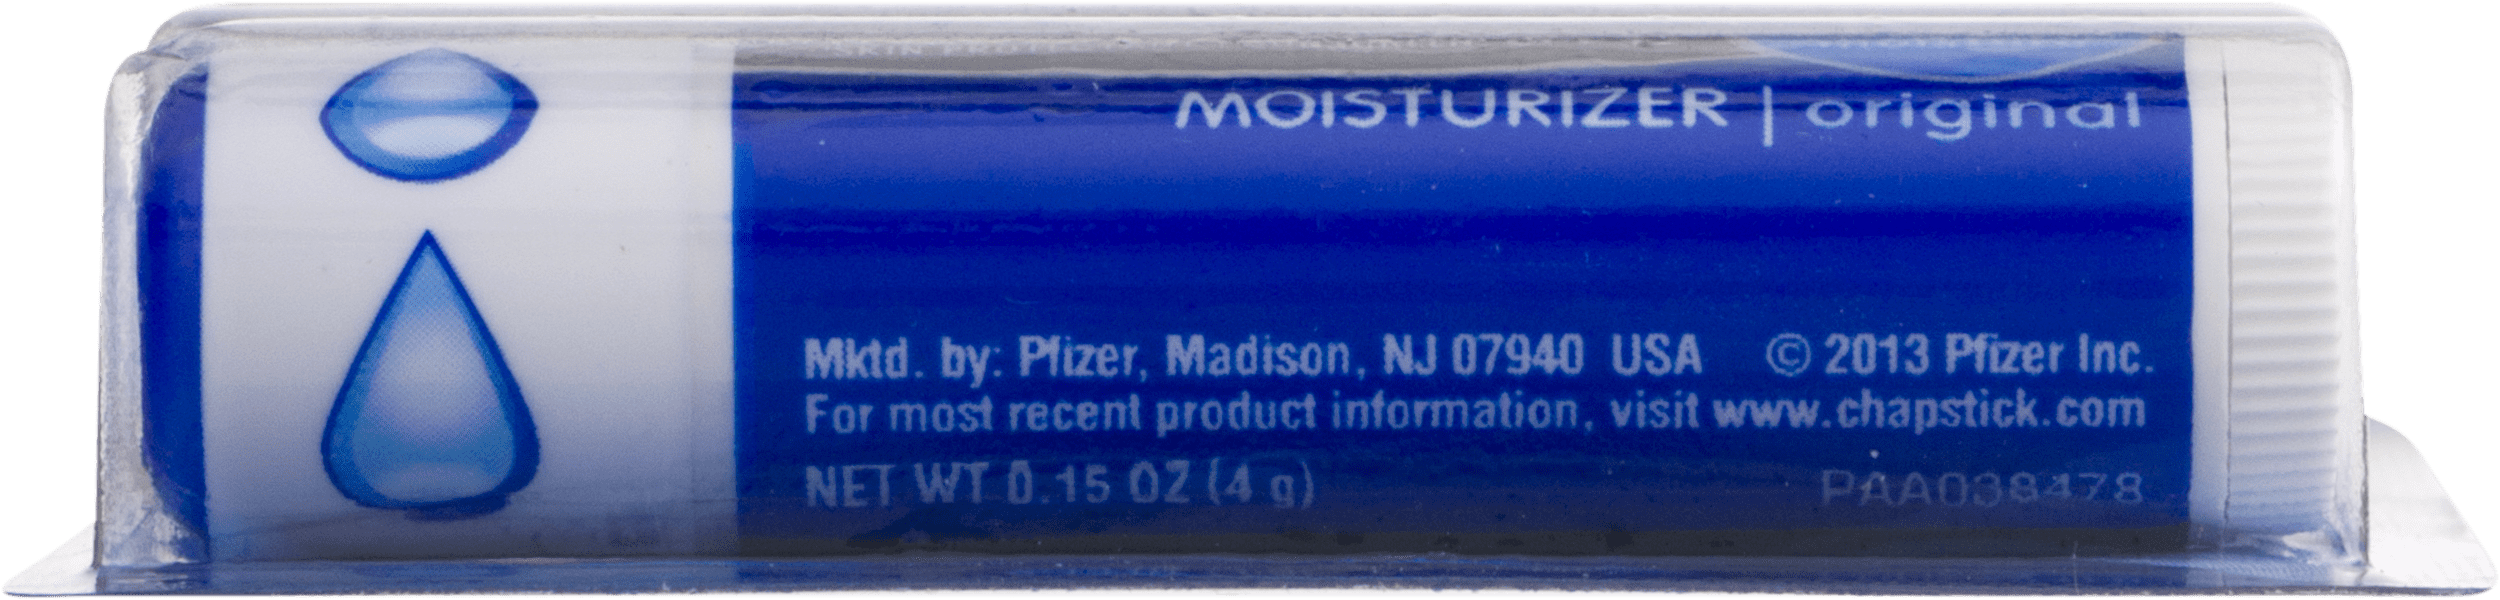 MOISTURIZER | original
Mktd. by: Pfizer, Madison, NJ 07940 USA © 2013 Pfizer Inc.
For most recent product information, visit www.chapstick.com
NET WT 0.15 OZ (4 g) PAA038478